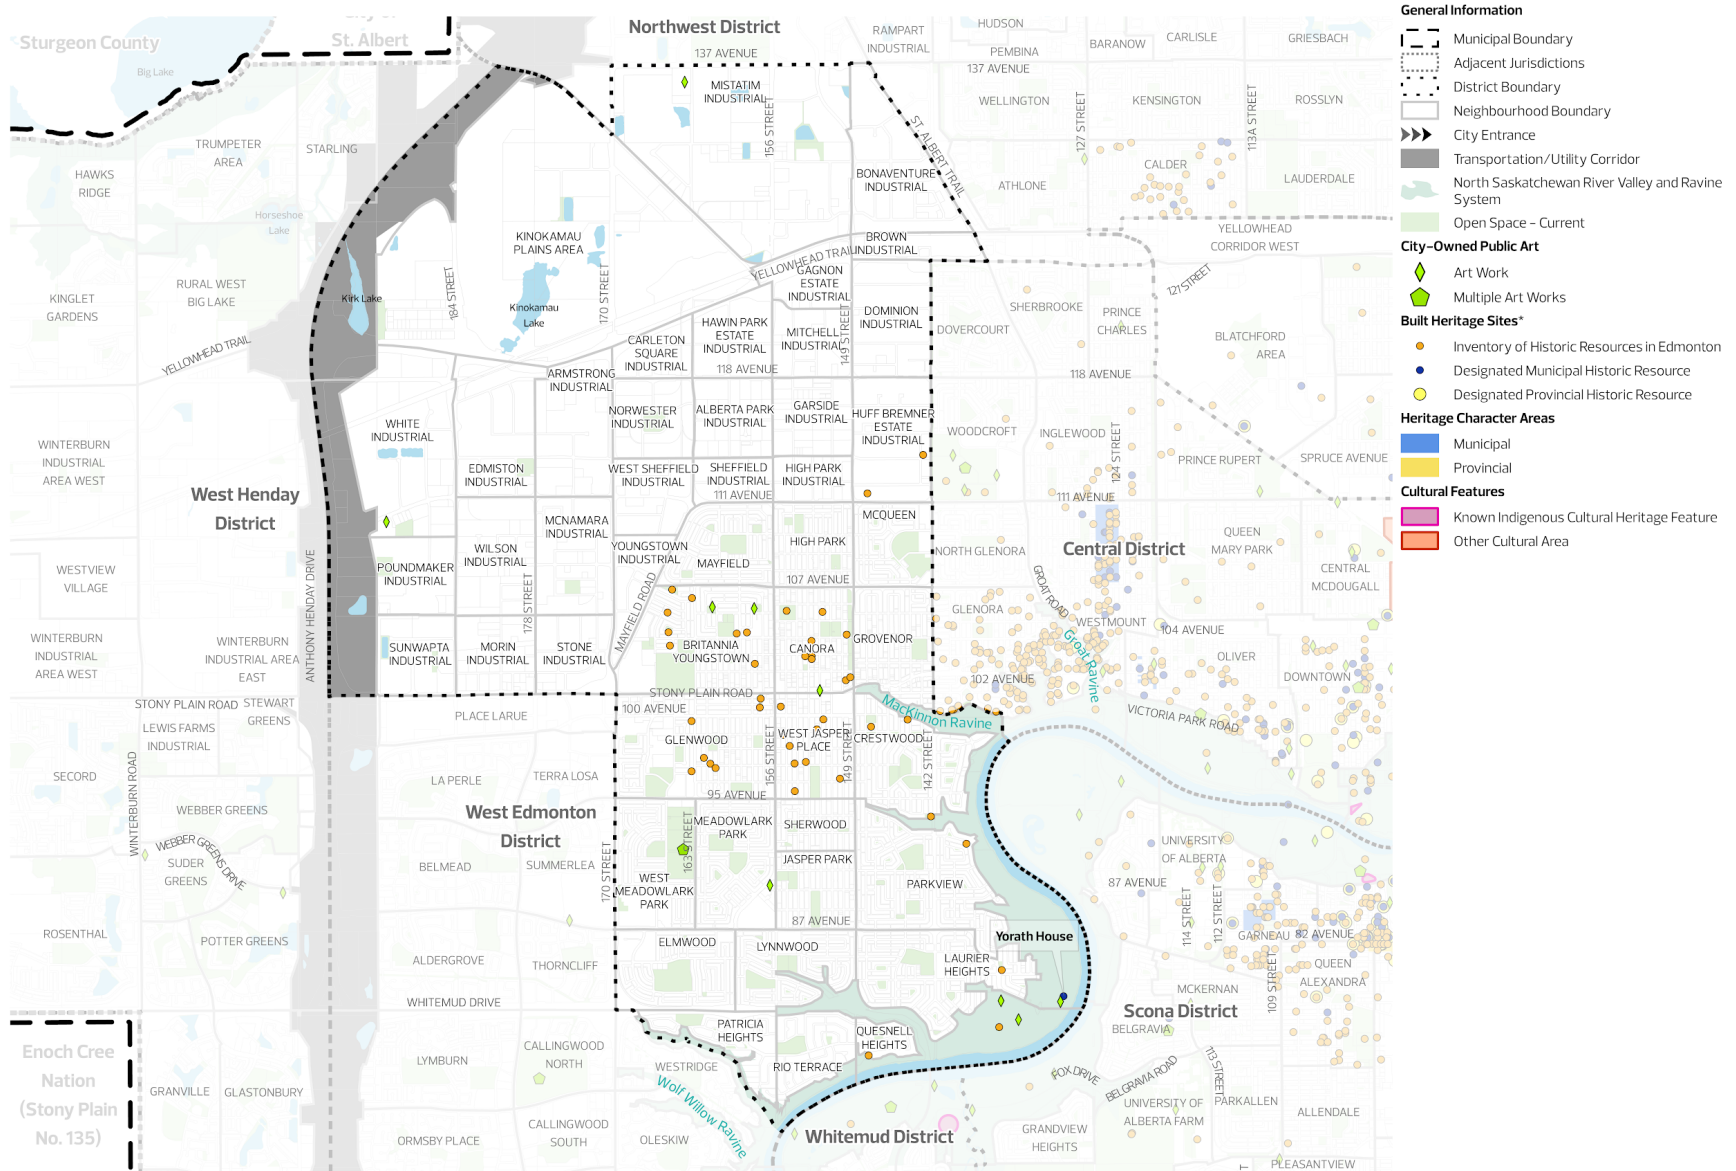 City of
St. Albert
Sturgeon County
Big Lake
Northwest District
137 AVENUE
RAMPART
INDUSTRIAL
HUDSON
PEMBINA
137 AVENUE
BARANOW
CARLISLE
GRIESBACH
MISTATIM
INDUSTRIAL
156 STREET
WELLINGTON
127 STREET
KENSINGTON
113A STREET
ROSSLYN
TRUMPETER
AREA
STARLING
HAWKS
RIDGE
Horseshoe
Lake
ST. ALBERT TRAIL
BONAVENTURE
INDUSTRIAL
ATHLONE
CALDER
LAUDERDALE
KINOKAMAU
PLAINS AREA
BROWN
INDUSTRIAL
YELLOWHEAD TRAIL
YELLOWHEAD
CORRIDOR WEST
GAGNON
ESTATE
INDUSTRIAL
RURAL WEST
BIG LAKE
KINGLET
GARDENS
Kirk Lake
184 STREET
Kinokamau
Lake
170 STREET
127 STREET
SHERBROOKE
PRINCE
CHARLES
DOVERCOURT
DOMINION
INDUSTRIAL
149 STREET
HAWIN PARK
ESTATE
INDUSTRIAL
MITCHELL
INDUSTRIAL
CARLETON
SQUARE
INDUSTRIAL
BLATCHFORD
AREA
YELLOWHEAD TRAIL
118 AVENUE
118 AVENUE
ARMSTRONG
INDUSTRIAL
NORWESTER
INDUSTRIAL
ALBERTA PARK
INDUSTRIAL
GARSIDE
INDUSTRIAL
HUFF BREMNER
ESTATE
INDUSTRIAL
WHITE
INDUSTRIAL
WOODCROFT
INGLEWOOD
124 STREET
PRINCE RUPERT
SPRUCE AVENUE
WINTERBURN
INDUSTRIAL
AREA WEST
EDMISTON
INDUSTRIAL
WEST SHEFFIELD
INDUSTRIAL
SHEFFIELD
INDUSTRIAL
HIGH PARK
INDUSTRIAL
111 AVENUE
111 AVENUE
West Henday
District
MCQUEEN
MCNAMARA
INDUSTRIAL
HIGH PARK
NORTH GLENORA
Central District
QUEEN
MARY PARK
WILSON
INDUSTRIAL
YOUNGSTOWN
INDUSTRIAL
MAYFIELD
107 AVENUE
POUNDMAKER
INDUSTRIAL
WESTVIEW
VILLAGE
CENTRAL
MCDOUGALL
ANTHONY HENDAY DRIVE
178 STREET
MAYFIELD ROAD
GROAT ROAD
GLENORA
WESTMOUNT
104 AVENUE
Groat Ravine
WINTERBURN
INDUSTRIAL
AREA WEST
WINTERBURN
INDUSTRIAL AREA
EAST
SUNWAPTA
INDUSTRIAL
MORIN
INDUSTRIAL
STONE
INDUSTRIAL
BRITANNIA
YOUNGSTOWN
CANORA
GROVENOR
OLIVER
DOWNTOWN
102 AVENUE
STONY PLAIN ROAD
STONY PLAIN ROAD
100 AVENUE
STEWART
GREENS
PLACE LARUE
MacKinnon Ravine
VICTORIA PARK ROAD
LEWIS FARMS
INDUSTRIAL
GLENWOOD
WEST JASPER
PLACE
CRESTWOOD
156 STREET
149 STREET
142 STREET
SECORD
WINTERBURN ROAD
LA PERLE
TERRA LOSA
95 AVENUE
WEBBER GREENS
West Edmonton
District
MEADOWLARK
PARK
SHERWOOD
163 STREET
WEBBER GREENS DRIVE
SUDER
GREENS
BELMEAD
SUMMERLEA
170 STREET
JASPER PARK
WEST
MEADOWLARK
PARK
PARKVIEW
UNIVERSITY
OF ALBERTA
87 AVENUE
87 AVENUE
114 STREET
112 STREET
ROSENTHAL
POTTER GREENS
ELMWOOD
LYNNWOOD
Yorath House
GARNEAU
82 AVENUE
ALDERGROVE
THORNCLIFF
LAURIER
HEIGHTS
109 STREET
QUEEN
ALEXANDRA
MCKERNAN
WHITEMUD DRIVE
Scona District
BELGRAVIA
PATRICIA
HEIGHTS
QUESNELL
HEIGHTS
Enoch Cree
Nation
(Stony Plain
No. 135)
LYMBURN
CALLINGWOOD
NORTH
WESTRIDGE
RIO TERRACE
FOX DRIVE
BELGRAVIA ROAD
113 STREET
GRANVILLE
GLASTONBURY
Wolf Willow Ravine
UNIVERSITY OF
ALBERTA FARM
PARKALLEN
ALLENDALE
ORMSBY PLACE
CALLINGWOOD
SOUTH
OLESKIW
Whitemud District
GRANDVIEW
HEIGHTS
PLEASANTVIEW
General Information
Municipal Boundary
Adjacent Jurisdictions
District Boundary
Neighbourhood Boundary
City Entrance
Transportation/Utility Corridor
North Saskatchewan River Valley and Ravine
System
Open Space - Current
City-Owned Public Art
Art Work
Multiple Art Works
Built Heritage Sites*
Inventory of Historic Resources in Edmonton
Designated Municipal Historic Resource
Designated Provincial Historic Resource
Heritage Character Areas
Municipal
Provincial
Cultural Features
Known Indigenous Cultural Heritage Feature
Other Cultural Area